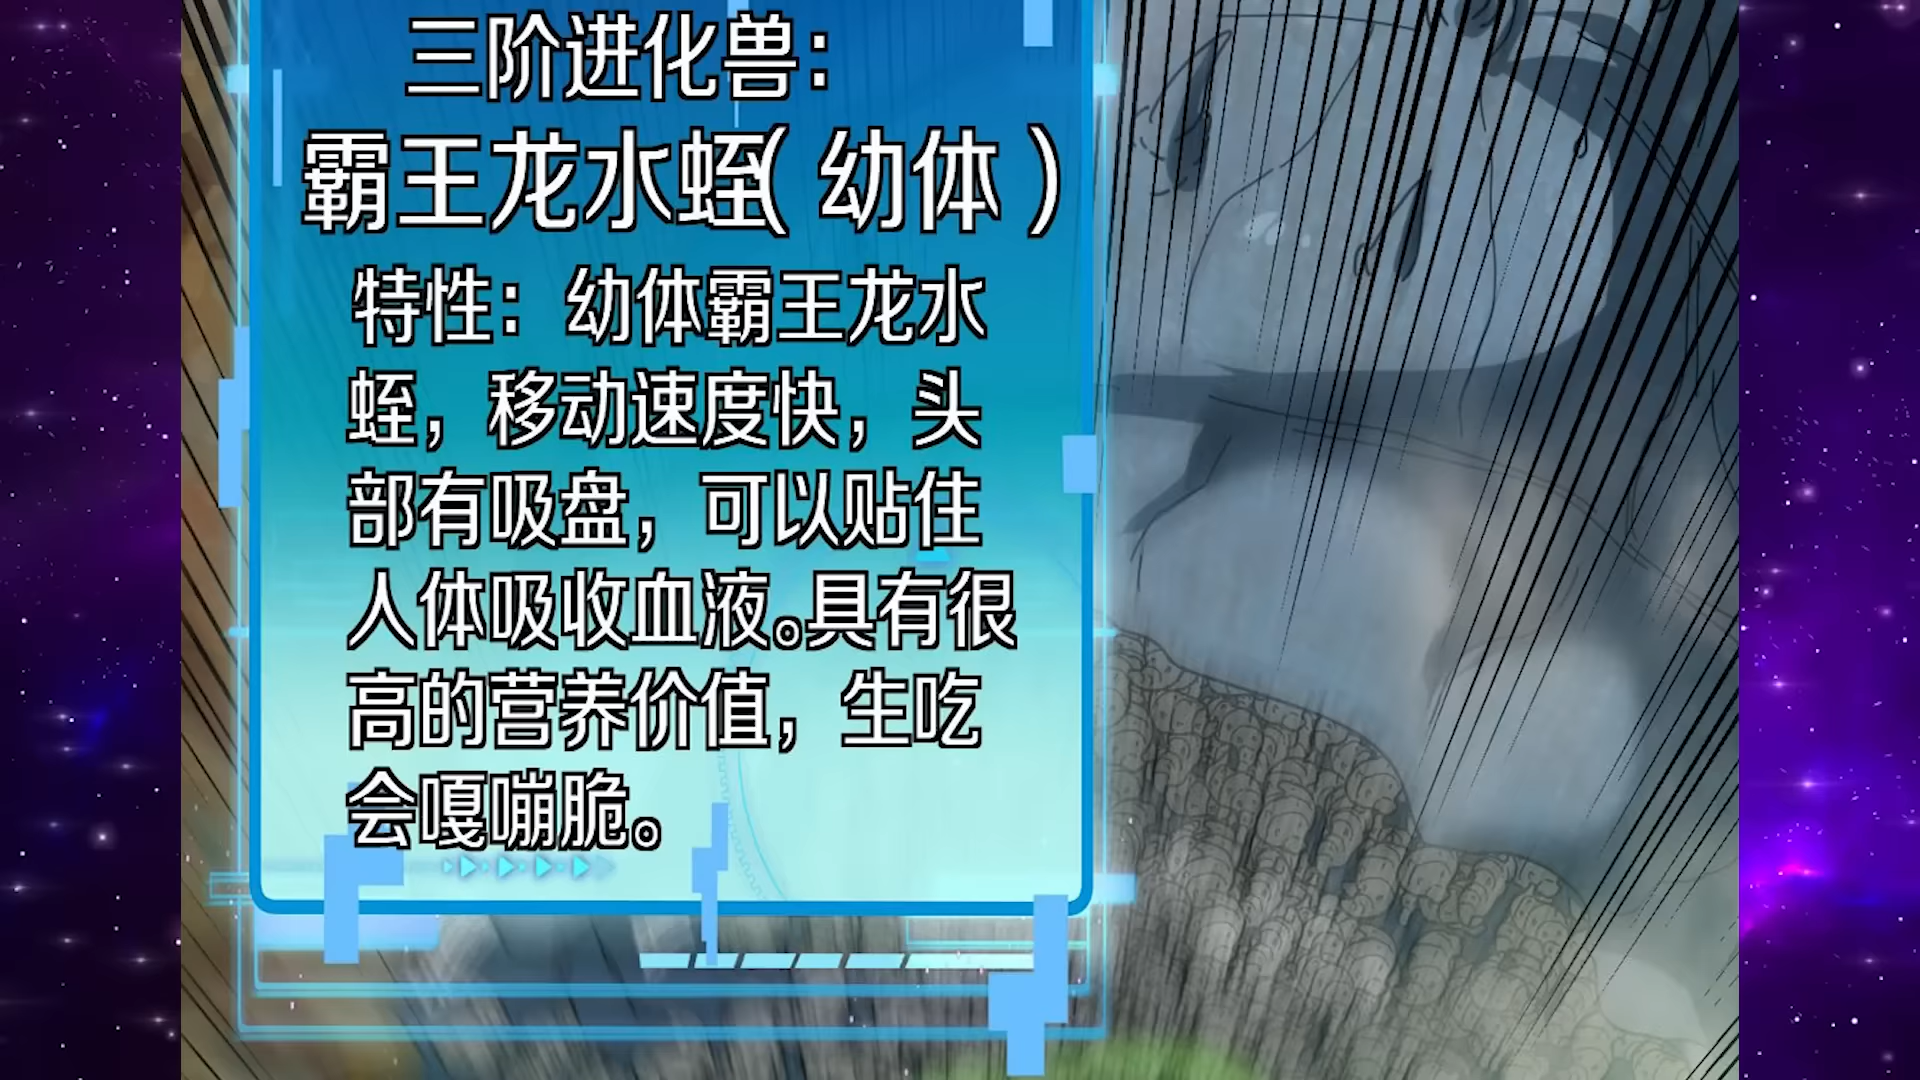 三阶进化兽：
霸王龙水蛭(幼体)
特性：幼体霸王龙水
蛭，移动速度快，头
部有吸盘，可以贴住
人体吸收血液。具有很
高的营养价值，生吃
会嘎嘣脆。